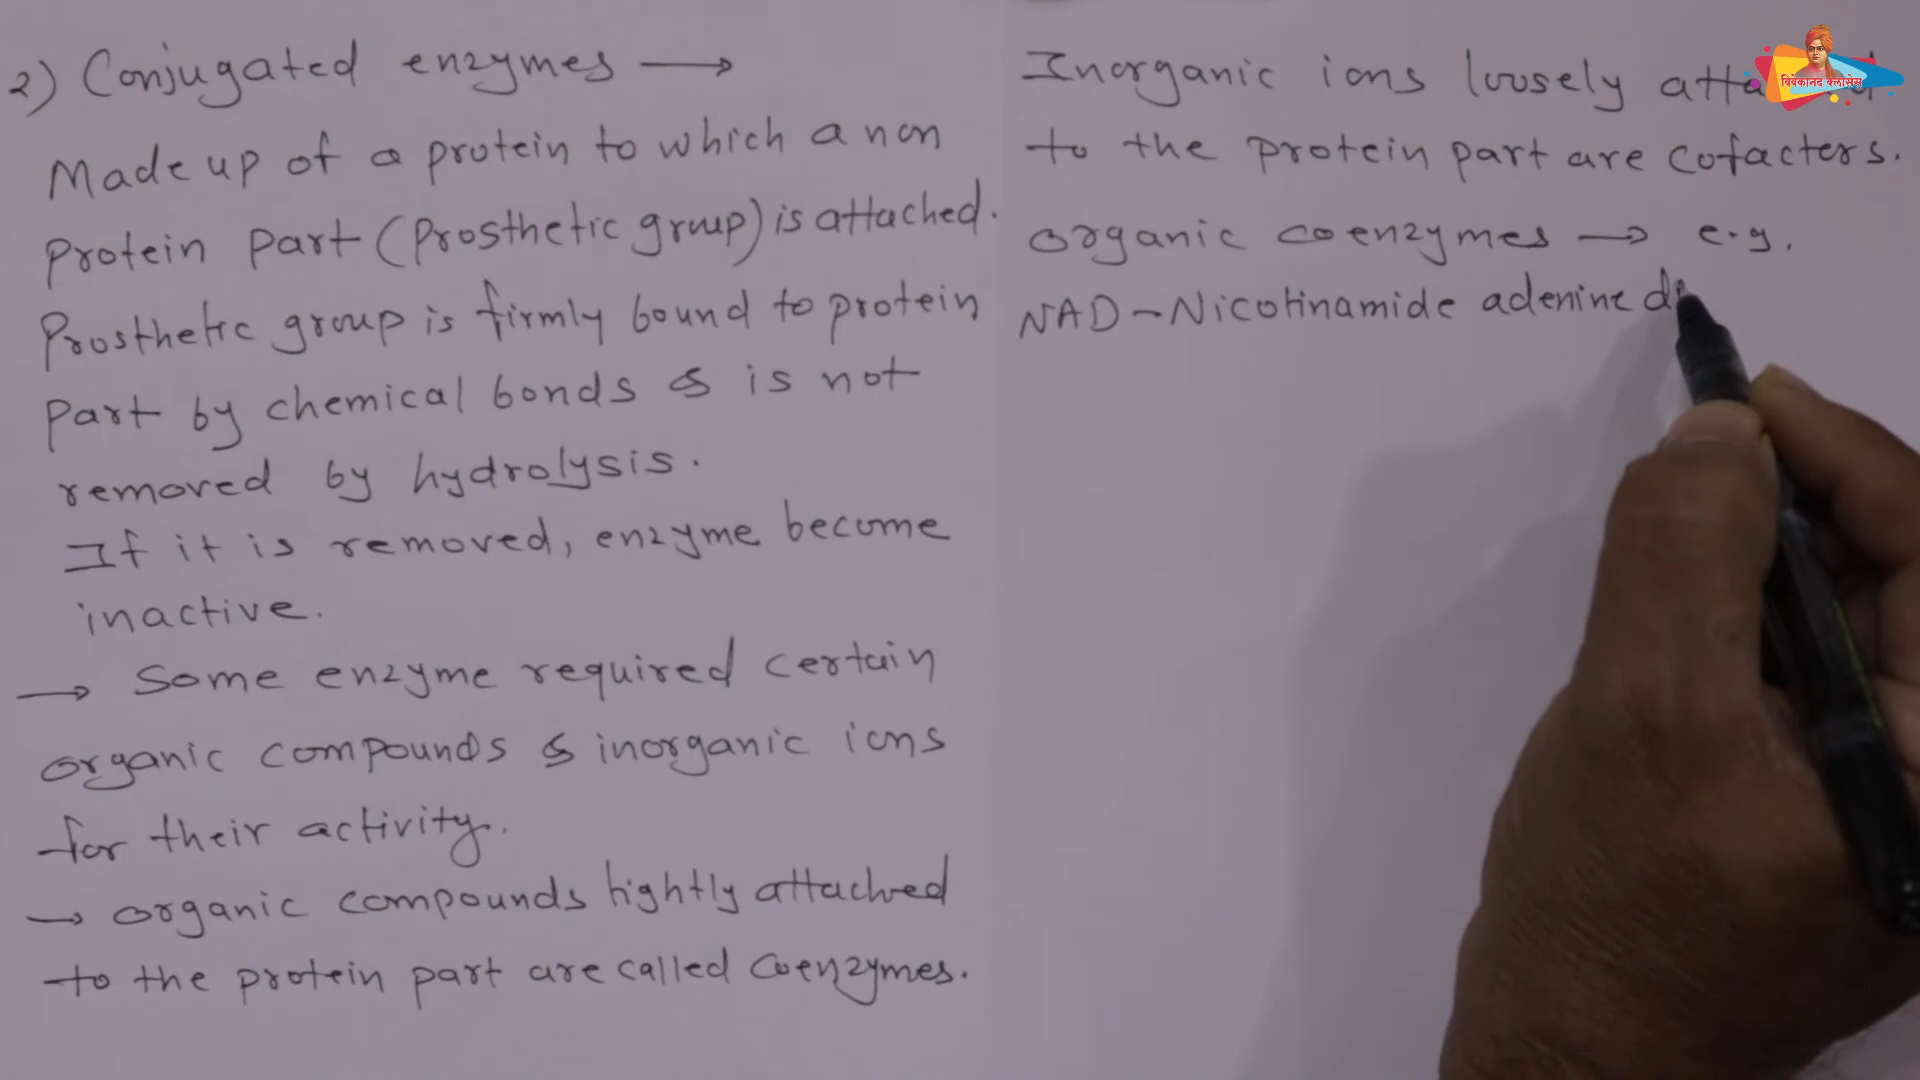 2) Conjugated enzymes →
Made up of a protein to which a non
protein part (Prosthetic group) is attached.
Prosthetic group is firmly bound to protein
part by chemical bonds & is not
removed by hydrolysis.
If it is removed, enzyme become
inactive.
→ Some enzyme required certain
organic compounds & inorganic ions
for their activity.
→ organic compounds tightly attached
to the protein part are called coenzymes.
Inorganic ions loosely
to the protein part are cofacters.
organic coenzymes → e.g.
NAD-Nicotinamide adenine
विवेकानंद क्लासेस